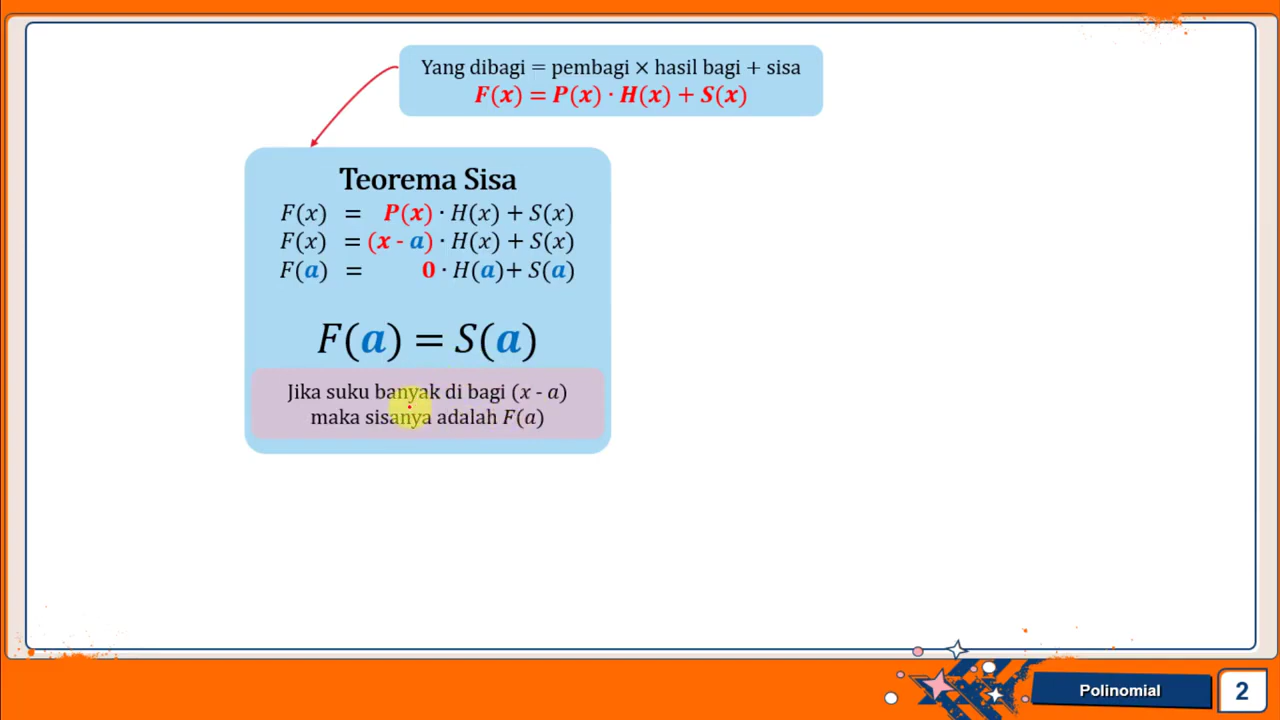 Yang dibagi = pembagi × hasil bagi + sisa
F(x) = P(x) · H(x) + S(x)
Teorema Sisa
F(x) = P(x) · H(x) + S(x)
F(x) = (x - a) · H(x) + S(x)
F(a) = 0 · H(a)+ S(a)
F(a) = S(a)
Jika suku banyak di bagi (x - a)
maka sisanya adalah F(a)
Polinomial
2